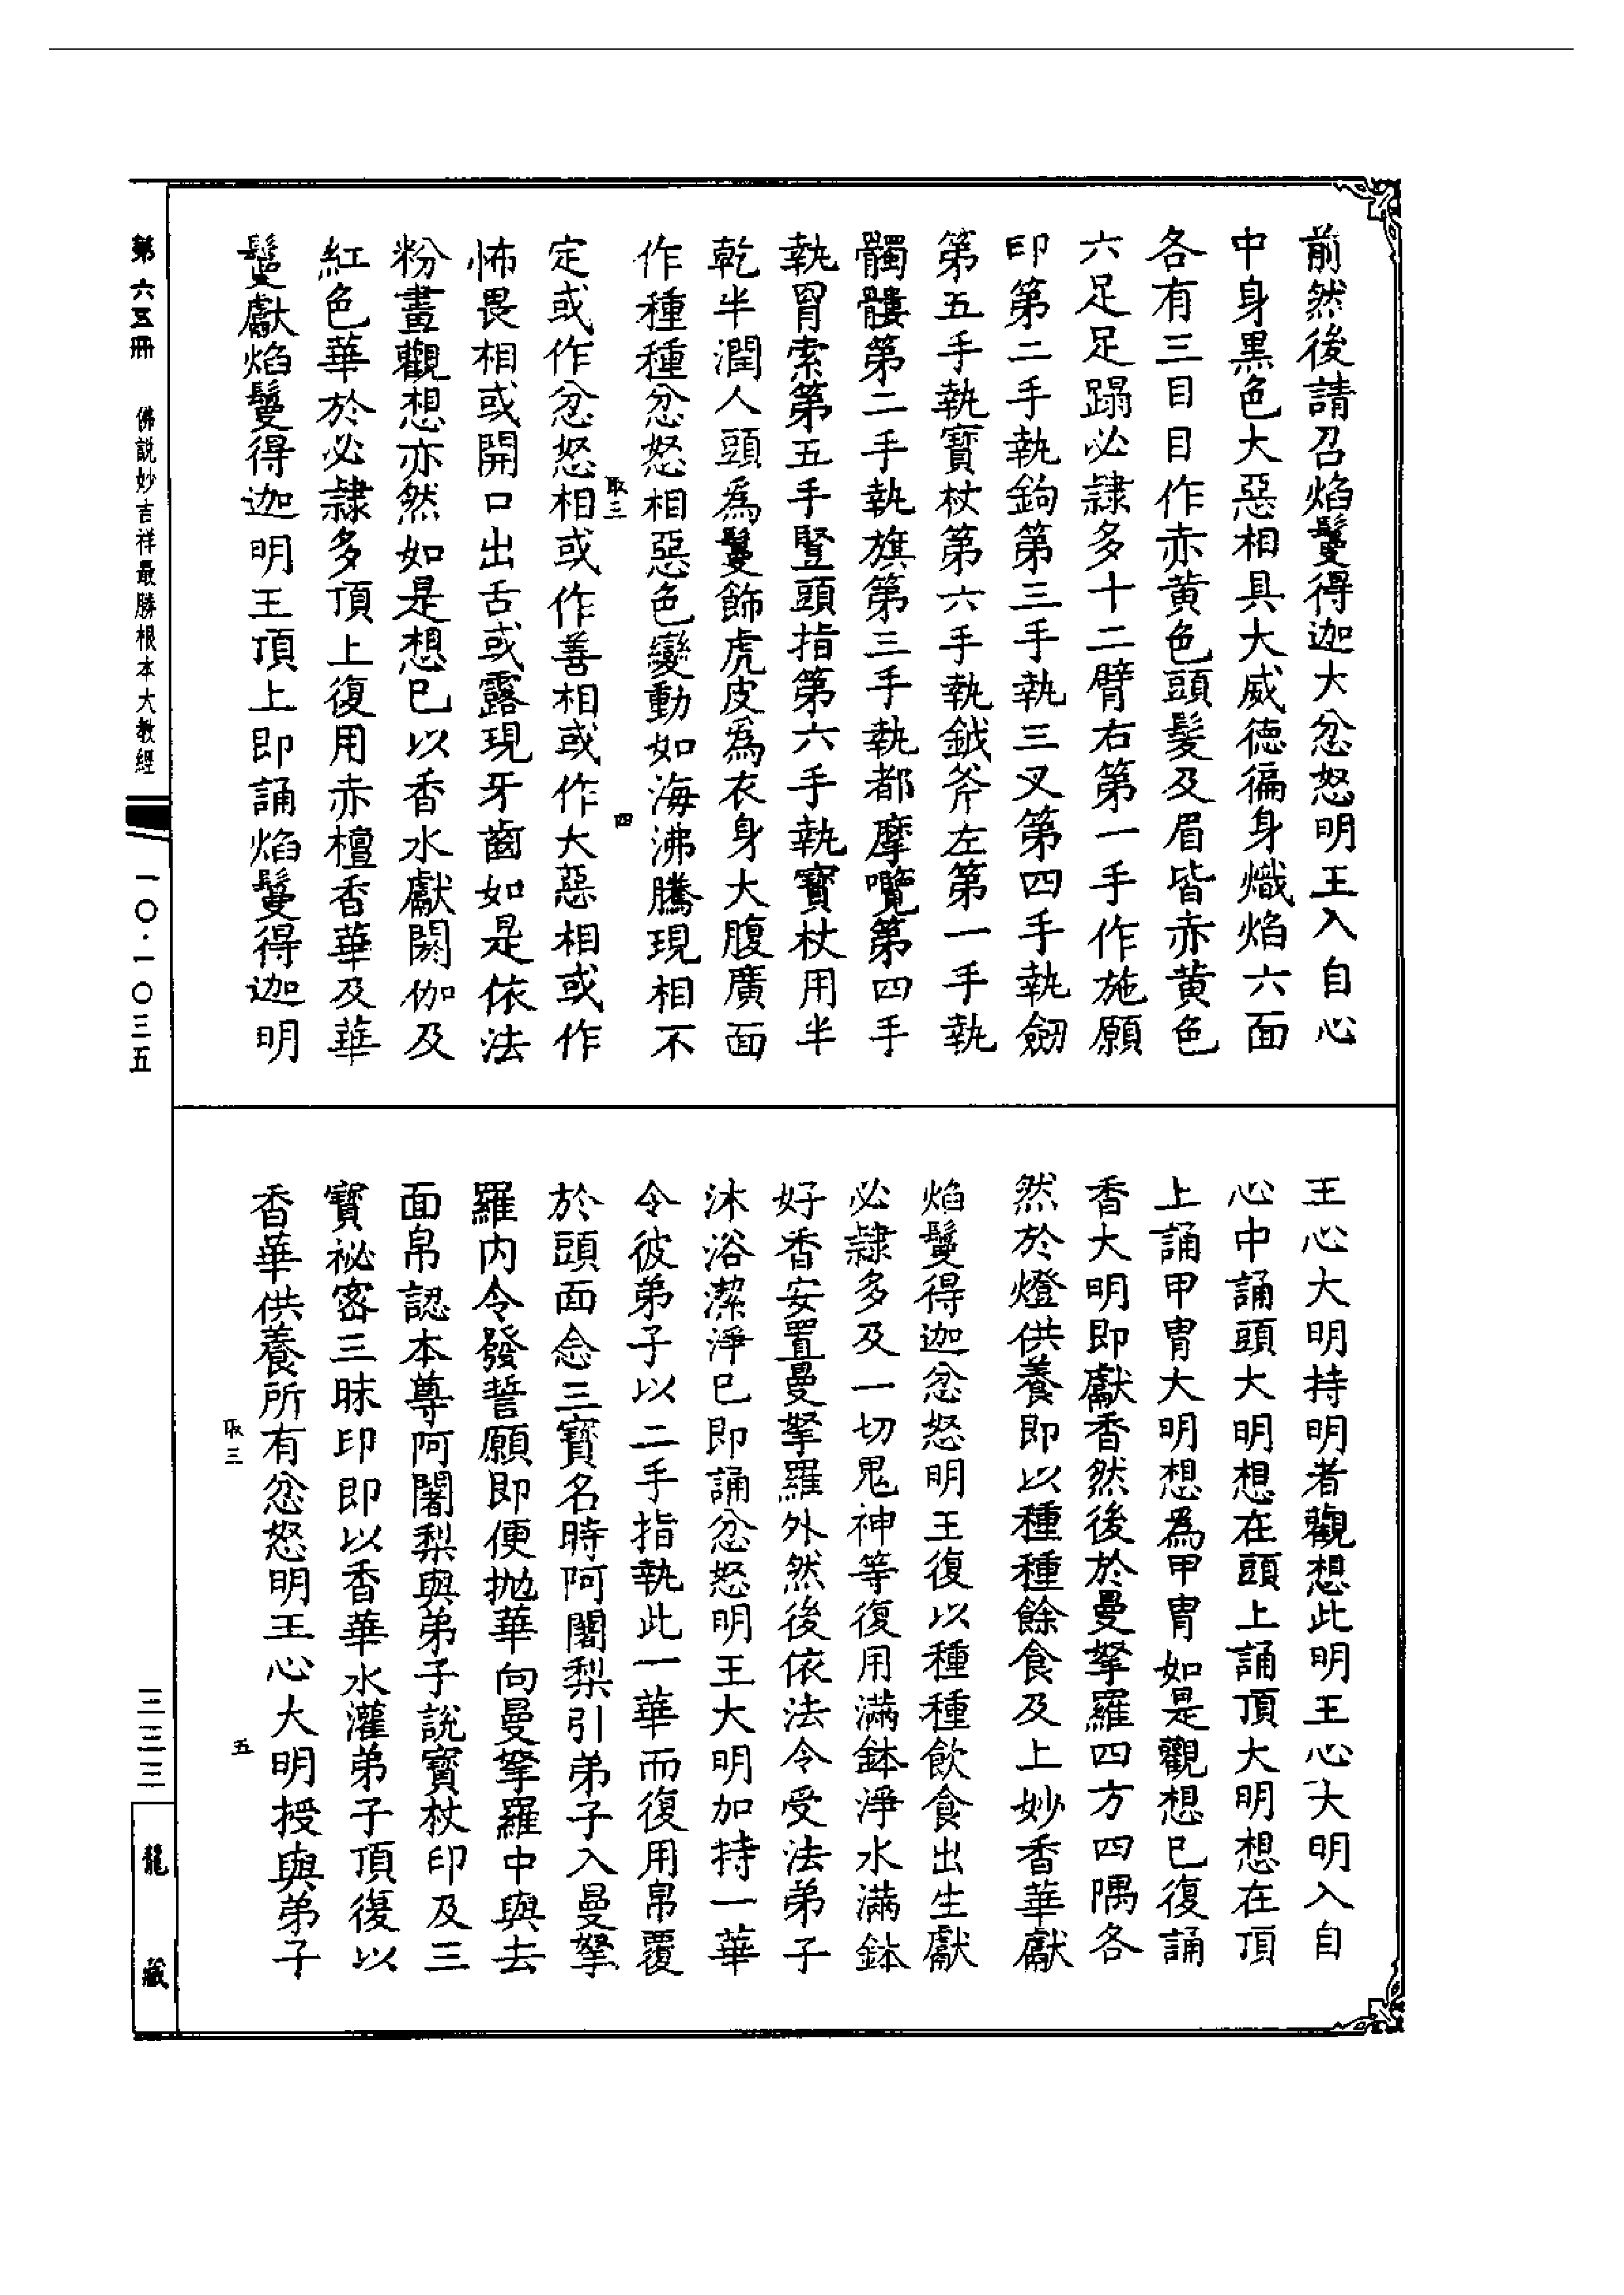 前然後請召焰鬘得迦大忿怒明王入自心
中身黑色大惡相具大威德徧身熾焰六面
各有三目目作赤黄色頭髮及眉皆赤黄色
六足足蹋必隸多十二臂右第一手作施願
印第二手執鉤第三手執三叉第四手執劒
第五手執寶杖第六手執鉞斧左第一手執
髑髏第二手執旗第三手執都摩囕第四手
執罥索第五手豎頭指第六手執寶杖用半
乾半潤人頭爲鬘飾虎皮爲衣身大腹廣面
作種種忿怒相惡色變動如海沸騰現相不
取三
四
定或作忿怒相或作善相或作大惡相或作
怖畏相或開口出舌或露現牙齒如是依法
粉畫觀想亦然如是想已以香水獻閼伽及
紅色華於必隸多頂上復用赤檀香華及華
鬘獻焰鬘得迦明王頂上即誦焰鬘得迦明
王心大明持明者觀想此明王心大明入自
心中誦頭大明想在頭上誦頂大明想在頂
上誦甲胄大明想為甲胄如是觀想已復誦
香大明即獻香然後於曼拏羅四方四隅各
然於燈供養即以種種餘食及上妙香華獻
焰鬘得迦忿怒明王復以種種飲食出生獻
必隸多及一切鬼神等復用滿鉢淨水滿鉢
好香安置曼拏羅外然後依法令受法弟子
沐浴潔淨已即誦忿怒明王大明加持一華
令彼弟子以二手指執此一華而復用帛覆
於頭面念三寶名時阿闍梨引弟子入曼拏
羅内令發誓願即便拋華向曼拏羅中與去
面帛認本尊阿闍梨與弟子說寶杖印及三
寶祕密三昧印即以香華水灌弟子頂復以
香華供養所有忿怒明王心大明授與弟子
取三
五
第六五冊
佛說妙吉祥最勝根本大教經
一〇·一〇三五
三三三
龍藏